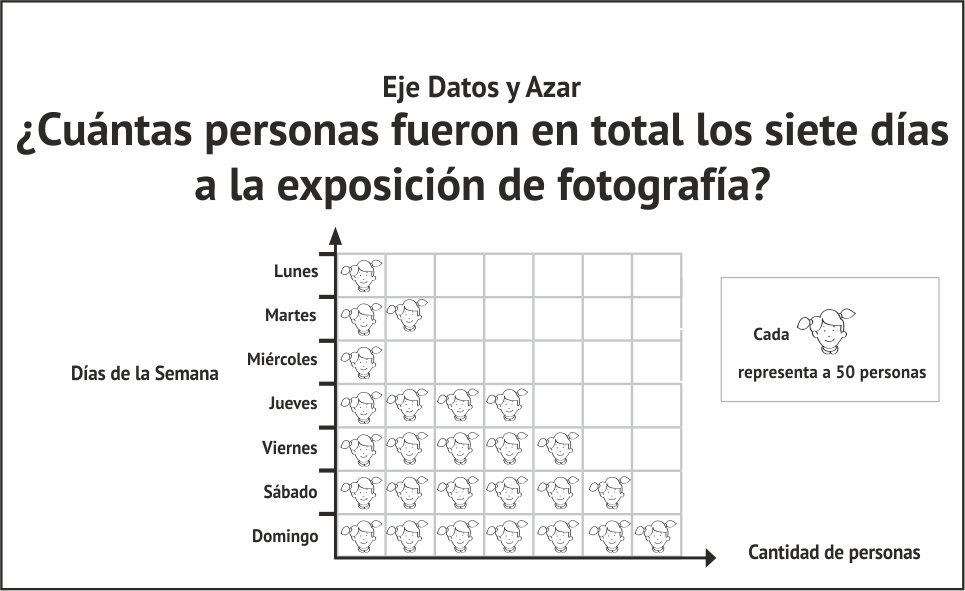 Eje Datos y Azar
¿Cuántas personas fueron en total los siete días
a la exposición de fotografía?
Lunes
Martes
Miércoles
Días de la Semana
Jueves
Viernes
Sábado
Domingo
Cada
representa a 50 personas
Cantidad de personas